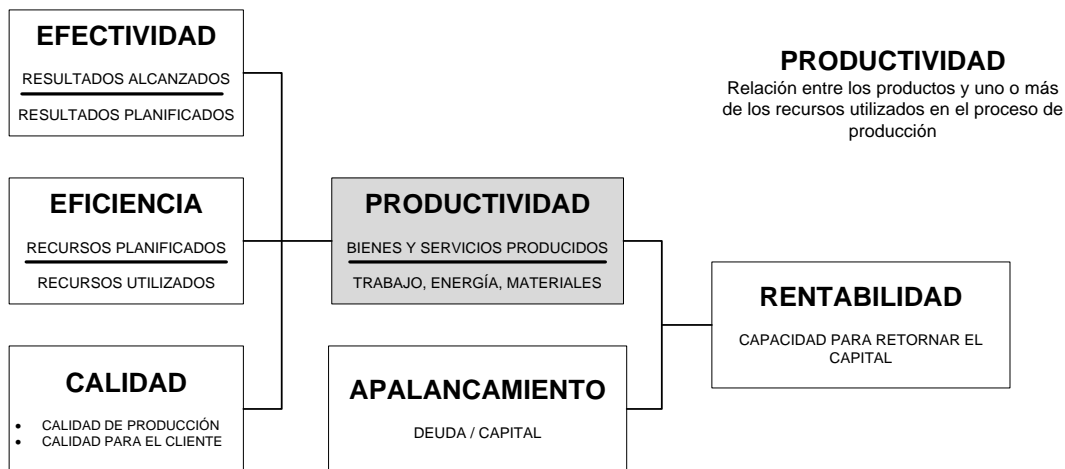 EFECTIVIDAD
RESULTADOS ALCANZADOS
RESULTADOS PLANIFICADOS
PRODUCTIVIDAD
Relación entre los productos y uno o más
de los recursos utilizados en el proceso de
producción
EFICIENCIA
RECURSOS PLANIFICADOS
RECURSOS UTILIZADOS
PRODUCTIVIDAD
BIENES Y SERVICIOS PRODUCIDOS
TRABAJO, ENERGÍA, MATERIALES
RENTABILIDAD
CAPACIDAD PARA RETORNAR EL
CAPITAL
CALIDAD
• CALIDAD DE PRODUCCIÓN
• CALIDAD PARA EL CLIENTE
APALANCAMIENTO
DEUDA / CAPITAL